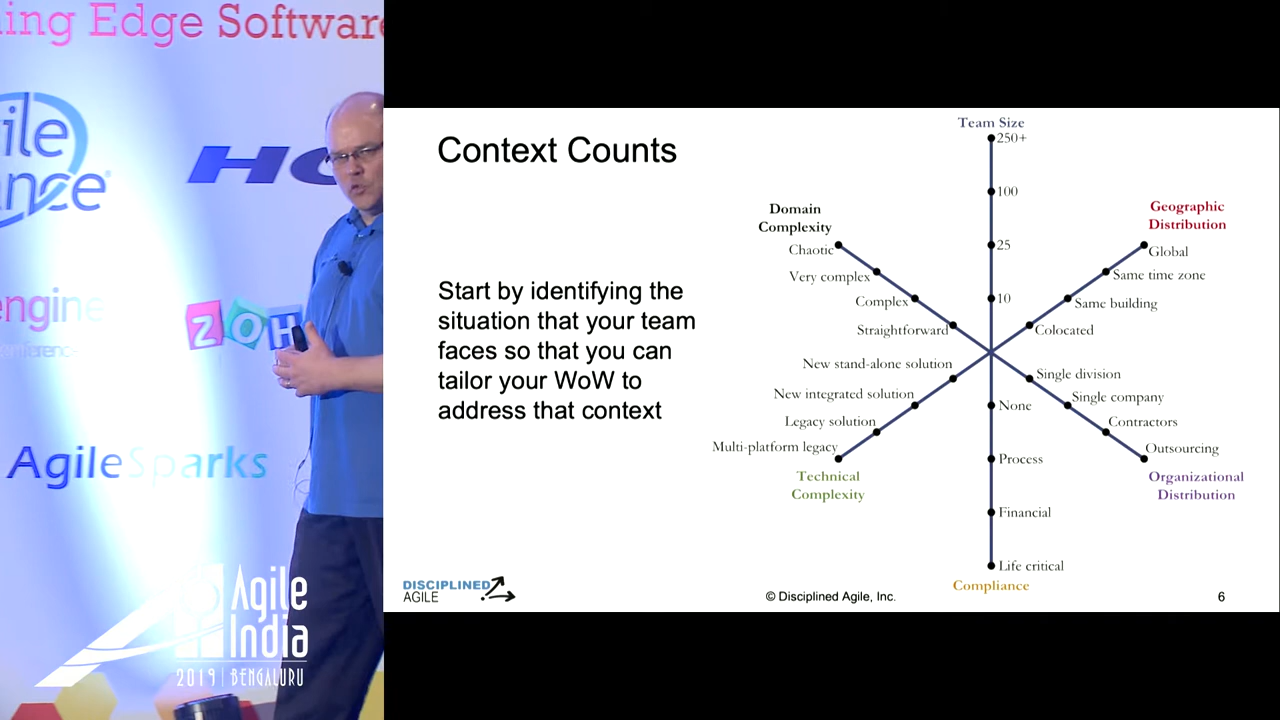 ing Edge Software
ile
nce®
engine
conference-
ZOH
AgileSparks
Agile
India
2019 | BENGALURU
Context Counts
Start by identifying the
situation that your team
faces so that you can
tailor your WoW to
address that context
Team Size
250+
100
25
10
Domain
Complexity
Chaotic
Very complex
Complex
Straightforward
Geographic
Distribution
Global
Same time zone
Same building
Colocated
New stand-alone solution
New integrated solution
Legacy solution
Multi-platform legacy
Technical
Complexity
Single division
Single company
Contractors
Outsourcing
Organizational
Distribution
None
Process
Financial
Life critical
Compliance
DISCIPLINED
AGILE
© Disciplined Agile, Inc.
6